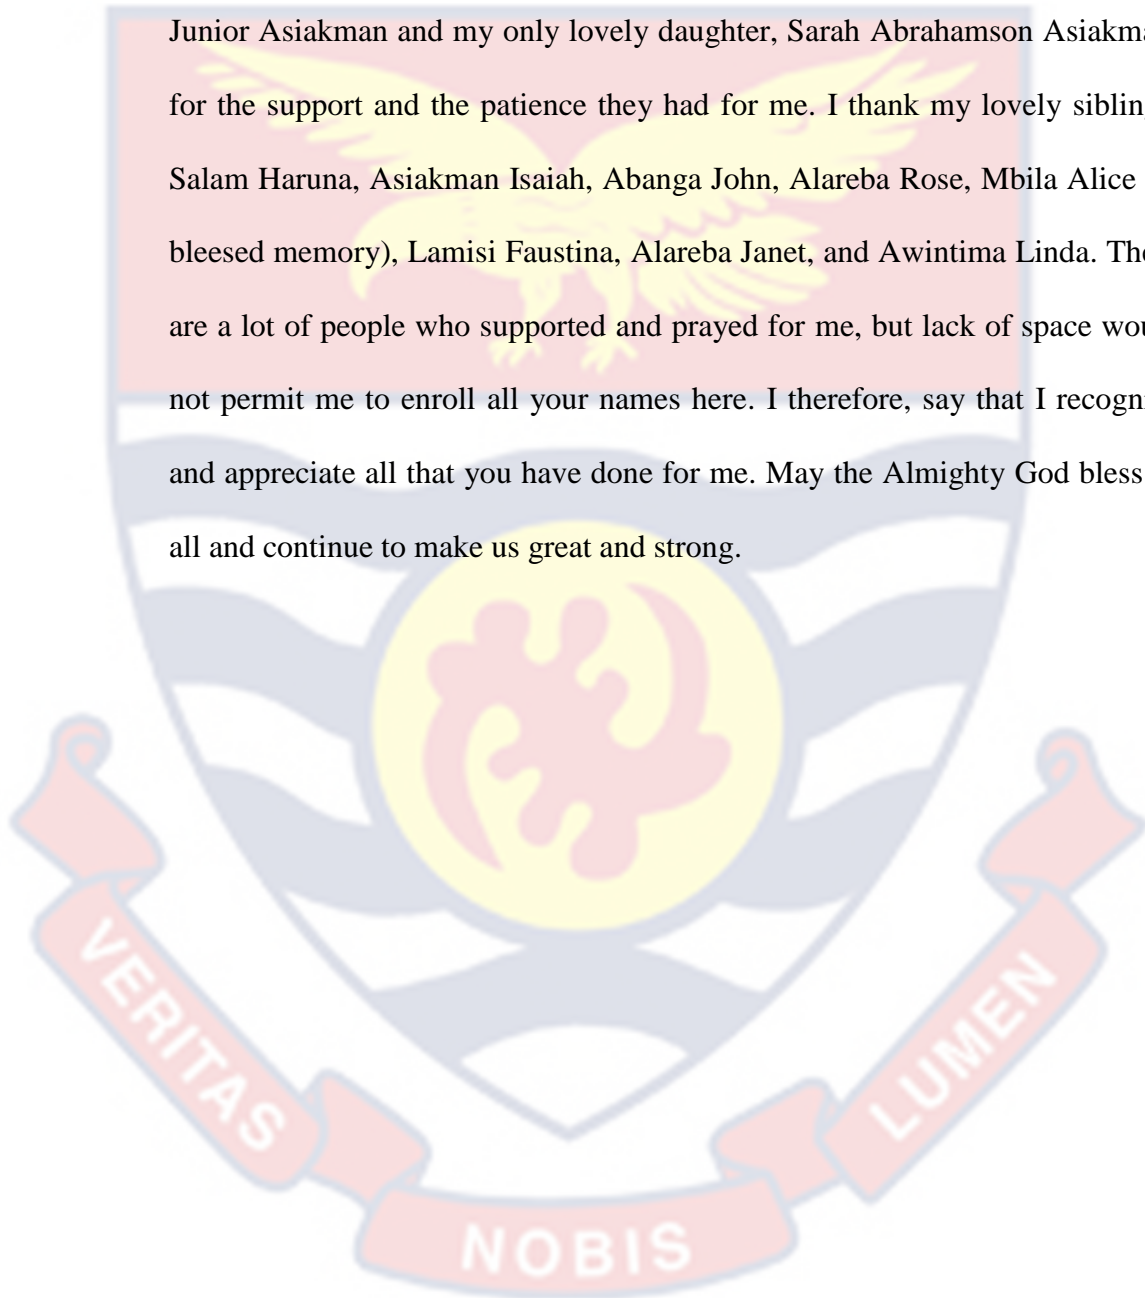 Junior Asiakman and my only lovely daughter, Sarah Abrahamson Asiakma
for the support and the patience they had for me. I thank my lovely siblin
Salam Haruna, Asiakman Isaiah, Abanga John, Alareba Rose, Mbila Alice
bleesed memory), Lamisi Faustina, Alareba Janet, and Awintima Linda. The
are a lot of people who supported and prayed for me, but lack of space wou
not permit me to enroll all your names here. I therefore, say that I recogni
and appreciate all that you have done for me. May the Almighty God bless
all and continue to make us great and strong.
VERITAS
NOBIS
LUMEN